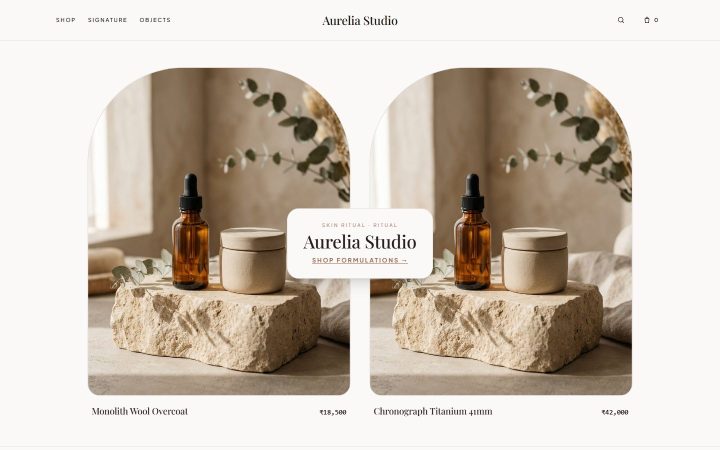 SHOP SIGNATURE OBJECTS
Aurelia Studio
0
SKIN RITUAL · RITUAL
Aurelia Studio
SHOP FORMULATIONS →
Monolith Wool Overcoat
₹18,500
Chronograph Titanium 41mm
₹42,000